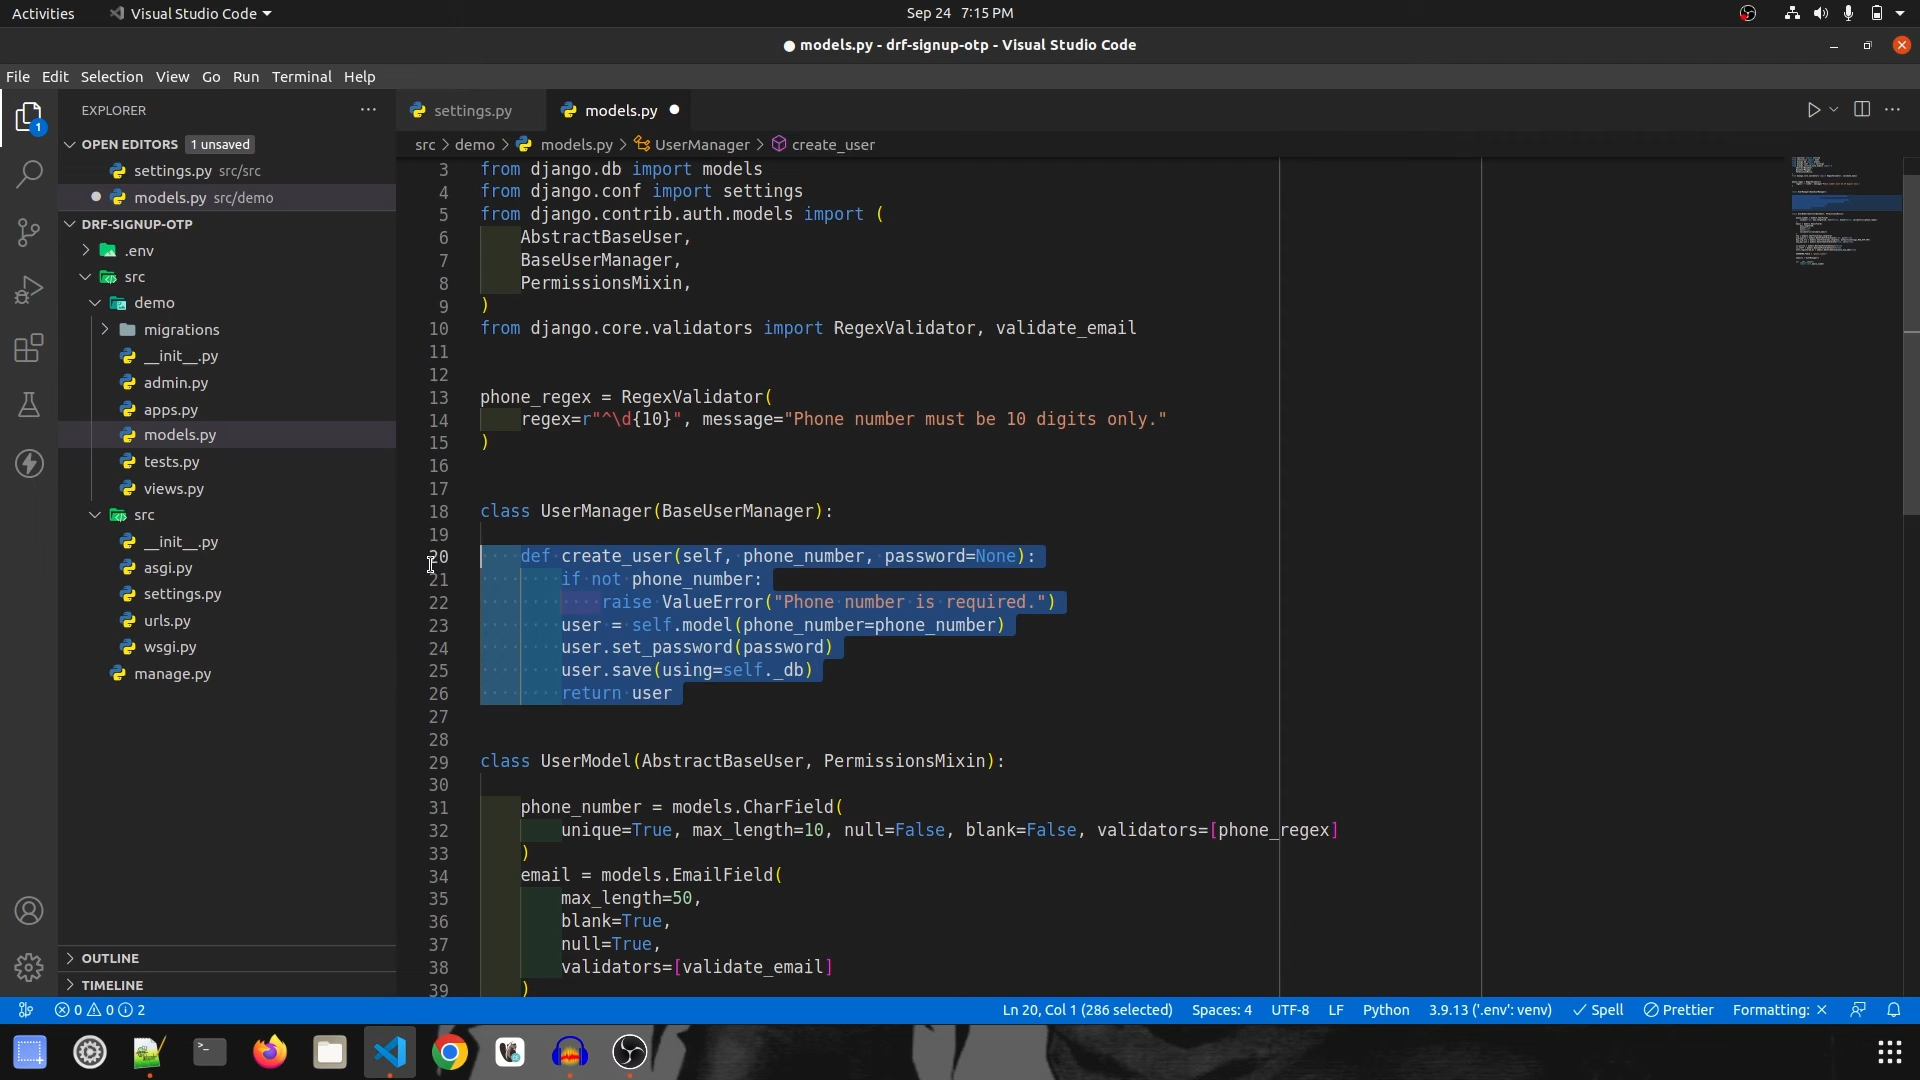 Activities
Visual Studio Code
Sep 24 7:15 PM
models.py - drf-signup-otp - Visual Studio Code
File Edit Selection View Go Run Terminal Help
EXPLORER
settings.py
models.py
OPEN EDITORS 1 unsaved
src > demo > models.py > UserManager > create_user
settings.py src/src
models.py src/demo
DRF-SIGNUP-OTP
.env
src
demo
migrations
__init__.py
admin.py
apps.py
models.py
tests.py
views.py
src
__init__.py
asgi.py
settings.py
urls.py
wsgi.py
manage.py
OUTLINE
TIMELINE
1
3 from django.db import models
4 from django.conf import settings
5 from django.contrib.auth.models import (
6 AbstractBaseUser,
7 BaseUserManager,
8 PermissionsMixin,
9 )
10 from django.core.validators import RegexValidator, validate_email
11
12
13 phone_regex = RegexValidator(
14 regex=r"^\d{10}", message="Phone number must be 10 digits only."
15 )
16
17
18 class UserManager(BaseUserManager):
19
20 def create_user(self, phone_number, password=None):
21 if not phone_number:
22 raise ValueError("Phone number is required.")
23 user = self.model(phone_number=phone_number)
24 user.set_password(password)
25 user.save(using=self._db)
26 return user
27
28
29 class UserModel(AbstractBaseUser, PermissionsMixin):
30
31 phone_number = models.CharField(
32 unique=True, max_length=10, null=False, blank=False, validators=[phone_regex]
33 )
34 email = models.EmailField(
35 max_length=50,
36 blank=True,
37 null=True,
38 validators=[validate_email]
39 )
0 0 2
Ln 20, Col 1 (286 selected) Spaces: 4 UTF-8 LF Python 3.9.13 ('.env': venv) Spell Prettier Formatting: ×